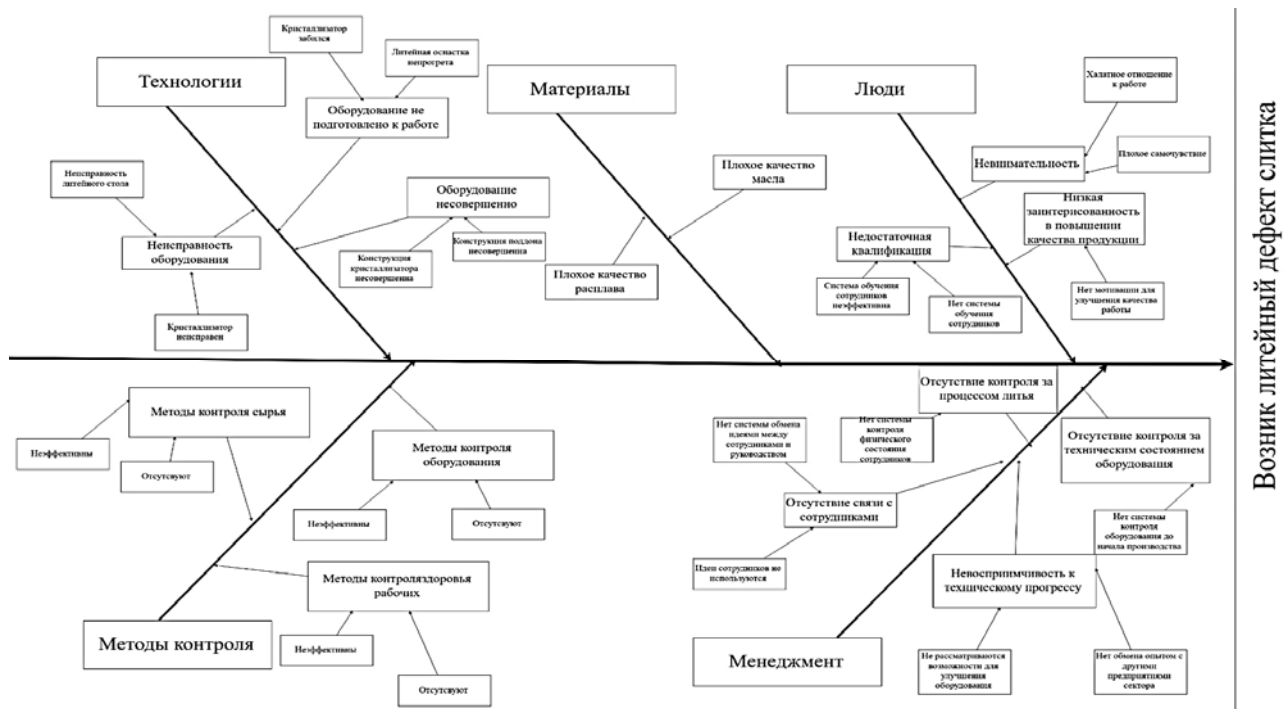 Кристаллизатор
забился
Литейная оснастка
непрогрета
Технологии
Оборудование не
подготовлено к работе
Неисправность
литейного стола
Неисправность
оборудования
Кристаллизатор
неисправен
Оборудование
несовершенно
Конструкция
кристаллизатора
несовершенна
Конструкция поддона
несовершенна
Материалы
Плохое качество
масла
Плохое качество
расплава
Люди
Халатное отношение
к работе
Невнимательность
Плохое самочувствие
Низкая
заинтерисованность
в повышении
качества продукции
Недостаточная
квалификация
Система обучения
сотрудников
неэффективна
Нет системы
обучения
сотрудников
Нет мотивации для
улучшения качества
работы
Возник литейный дефект слитка
Методы контроля сырья
Неэффективны
Отсутсвуют
Методы контроля
оборудования
Неэффективны
Отсутсвуют
Методы контроляздоровья
рабочих
Неэффективны
Отсутсвуют
Методы контроля
Отсутствие контроля за
процессом литья
Нет системы
контроля
физического
состояния
сотрудников
Нет системы обмена
идеями между
сотрудниками и
руководством
Отсутствие связи с
сотрудниками
Идеи сотрудников не
используются
Отсутствие контроля за
техническим состоянием
оборудования
Нет системы
контроля
оборудования до
начала производства
Невосприимчивость к
техническому прогрессу
Не рассматриваются
возможности для
улучшения
оборудования
Нет обмена опытом с
другими
предприятиями
сектора
Менеджмент